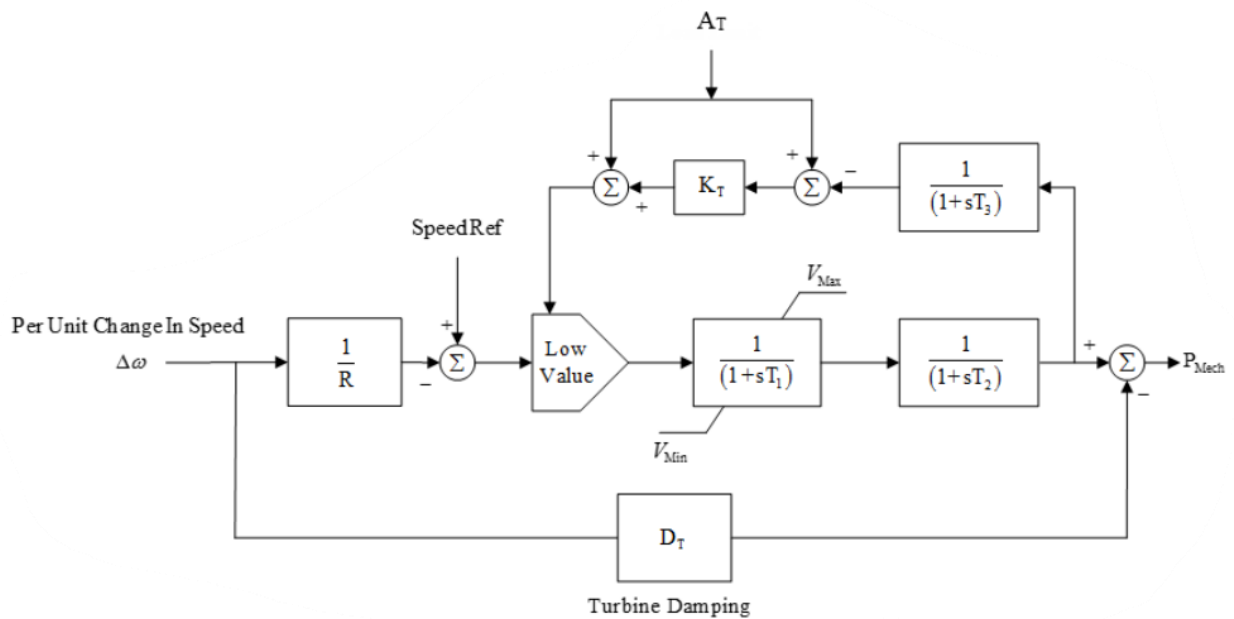 A_T
+ +
Σ + K_T Σ − 1/(1+sT_3)
SpeedRef
V_Max
Per Unit Change In Speed
Δω 1/R + − Σ Low Value 1/(1+sT_1) 1/(1+sT_2) + Σ P_Mech
−
V_Min
D_T
Turbine Damping